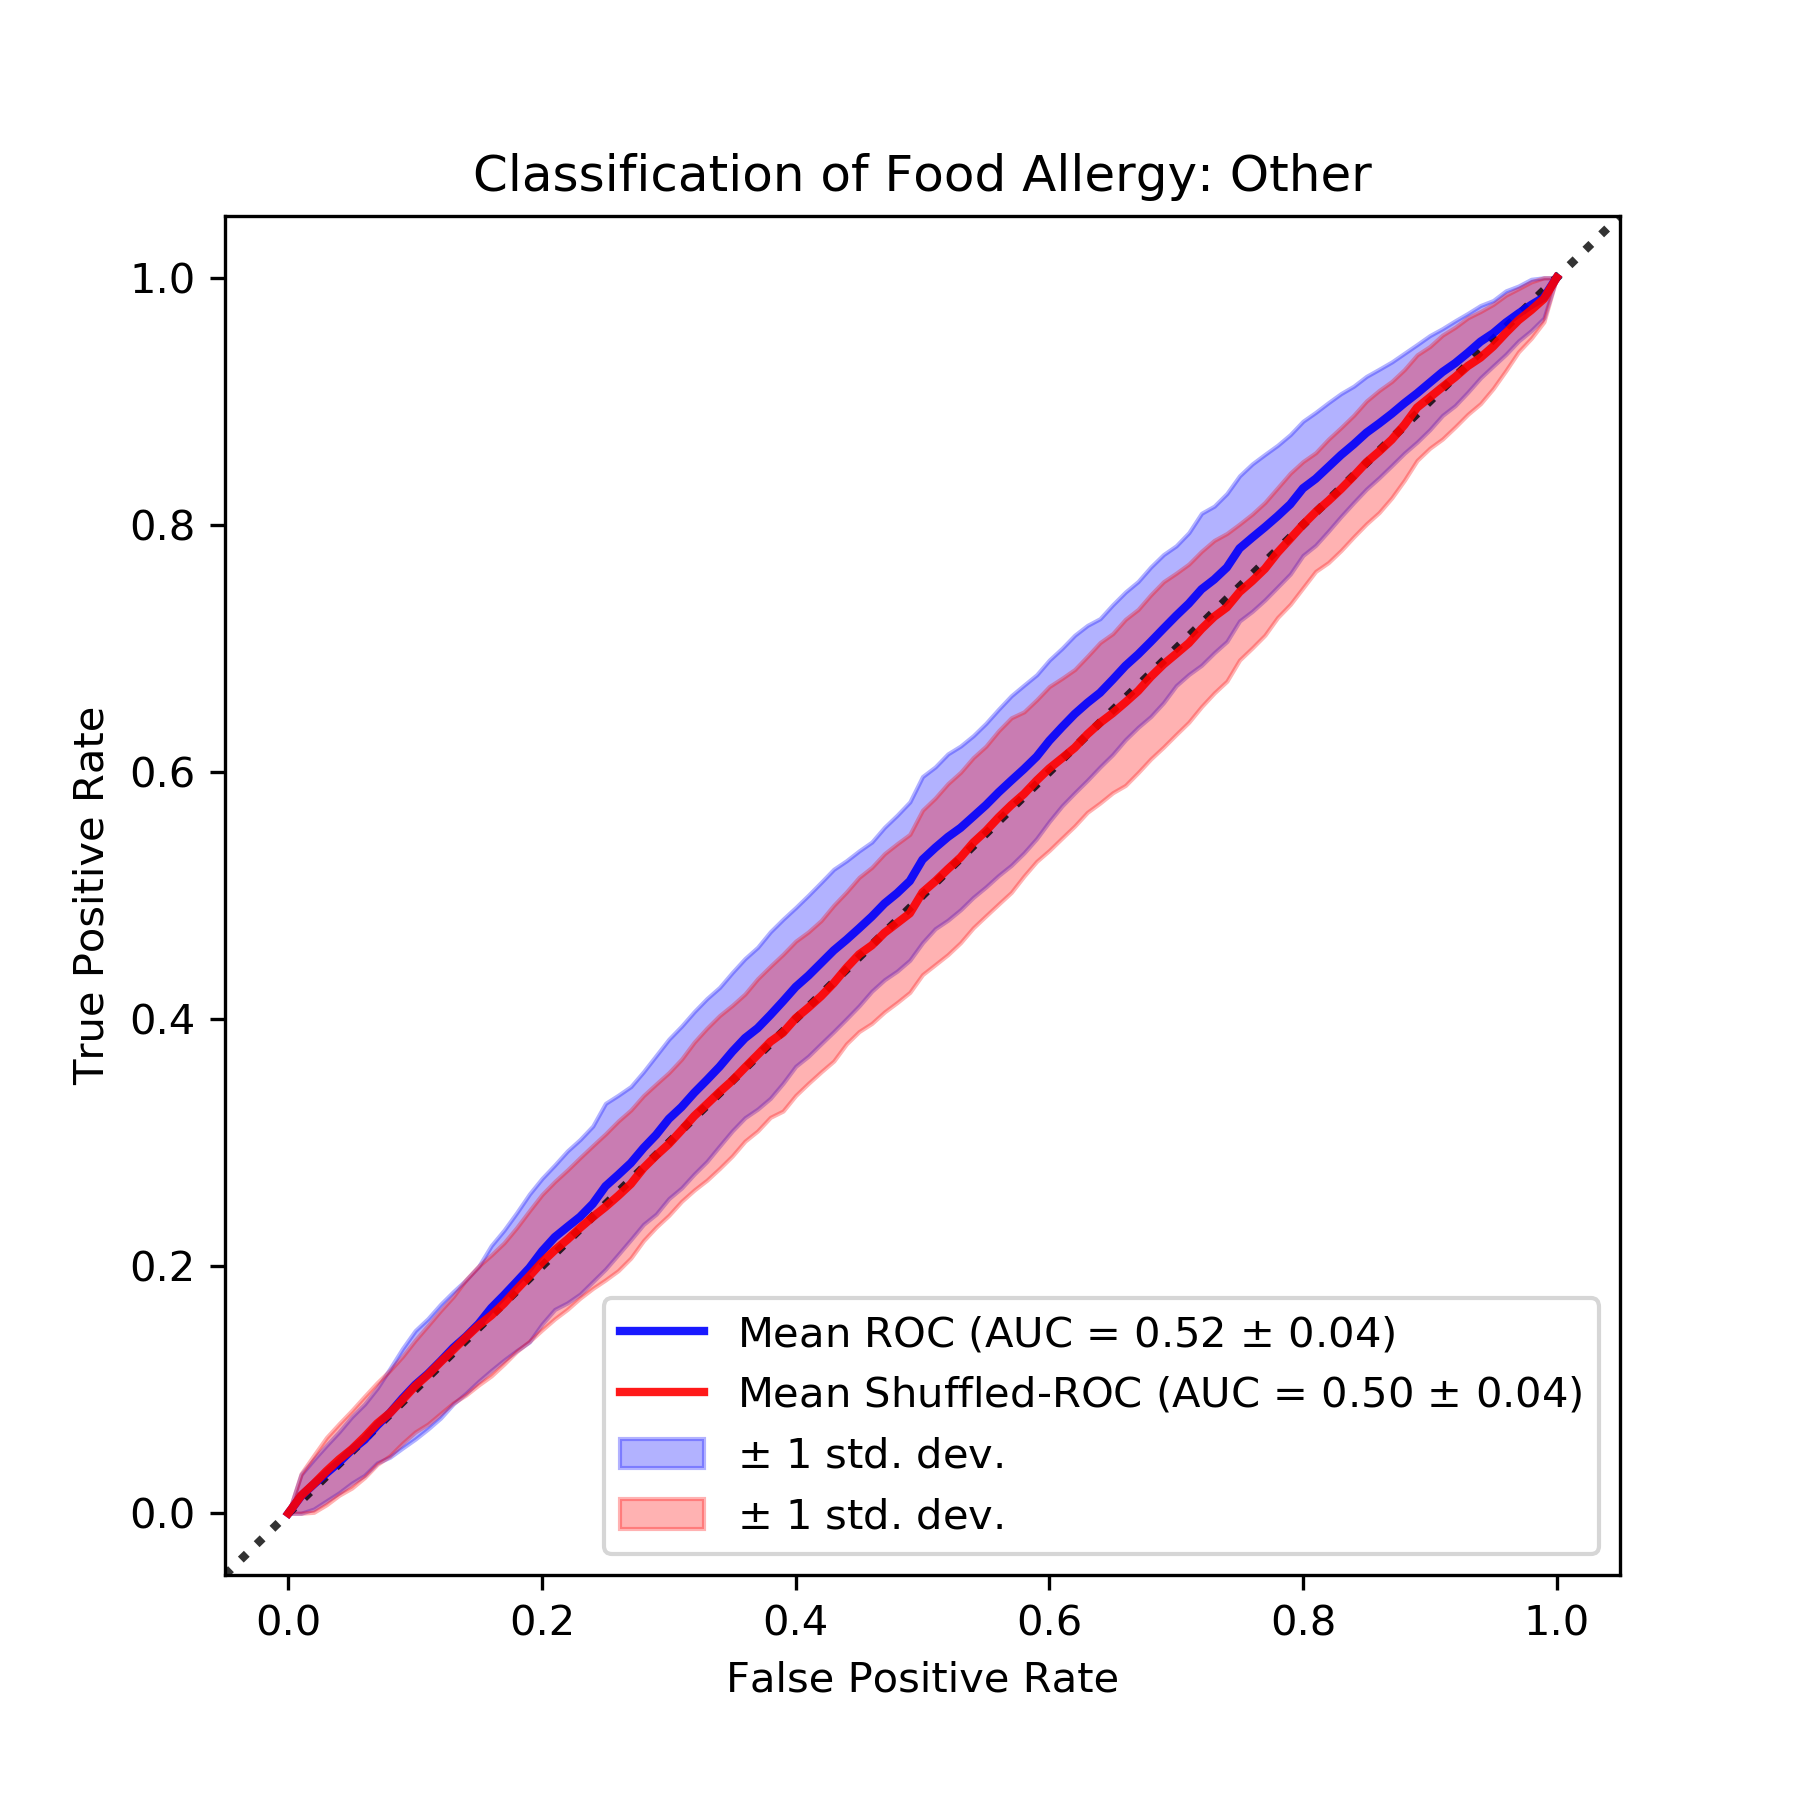 Classification of Food Allergy: Other
1.0
0.8
0.6
0.4
0.2
0.0
True Positive Rate
Mean ROC (AUC = 0.52 ± 0.04)
Mean Shuffled-ROC (AUC = 0.50 ± 0.04)
± 1 std. dev.
± 1 std. dev.
0.0 0.2 0.4 0.6 0.8 1.0
False Positive Rate